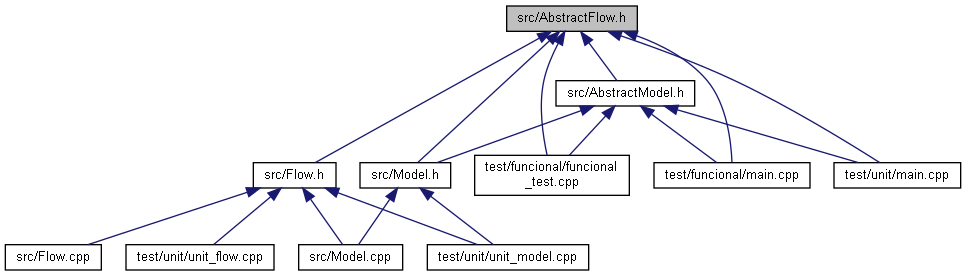 src/AbstractFlow.h
src/AbstractModel.h
src/Flow.h
src/Model.h
test/funcional/funcional
_test.cpp
test/funcional/main.cpp
test/unit/main.cpp
src/Flow.cpp
test/unit/unit_flow.cpp
src/Model.cpp
test/unit/unit_model.cpp